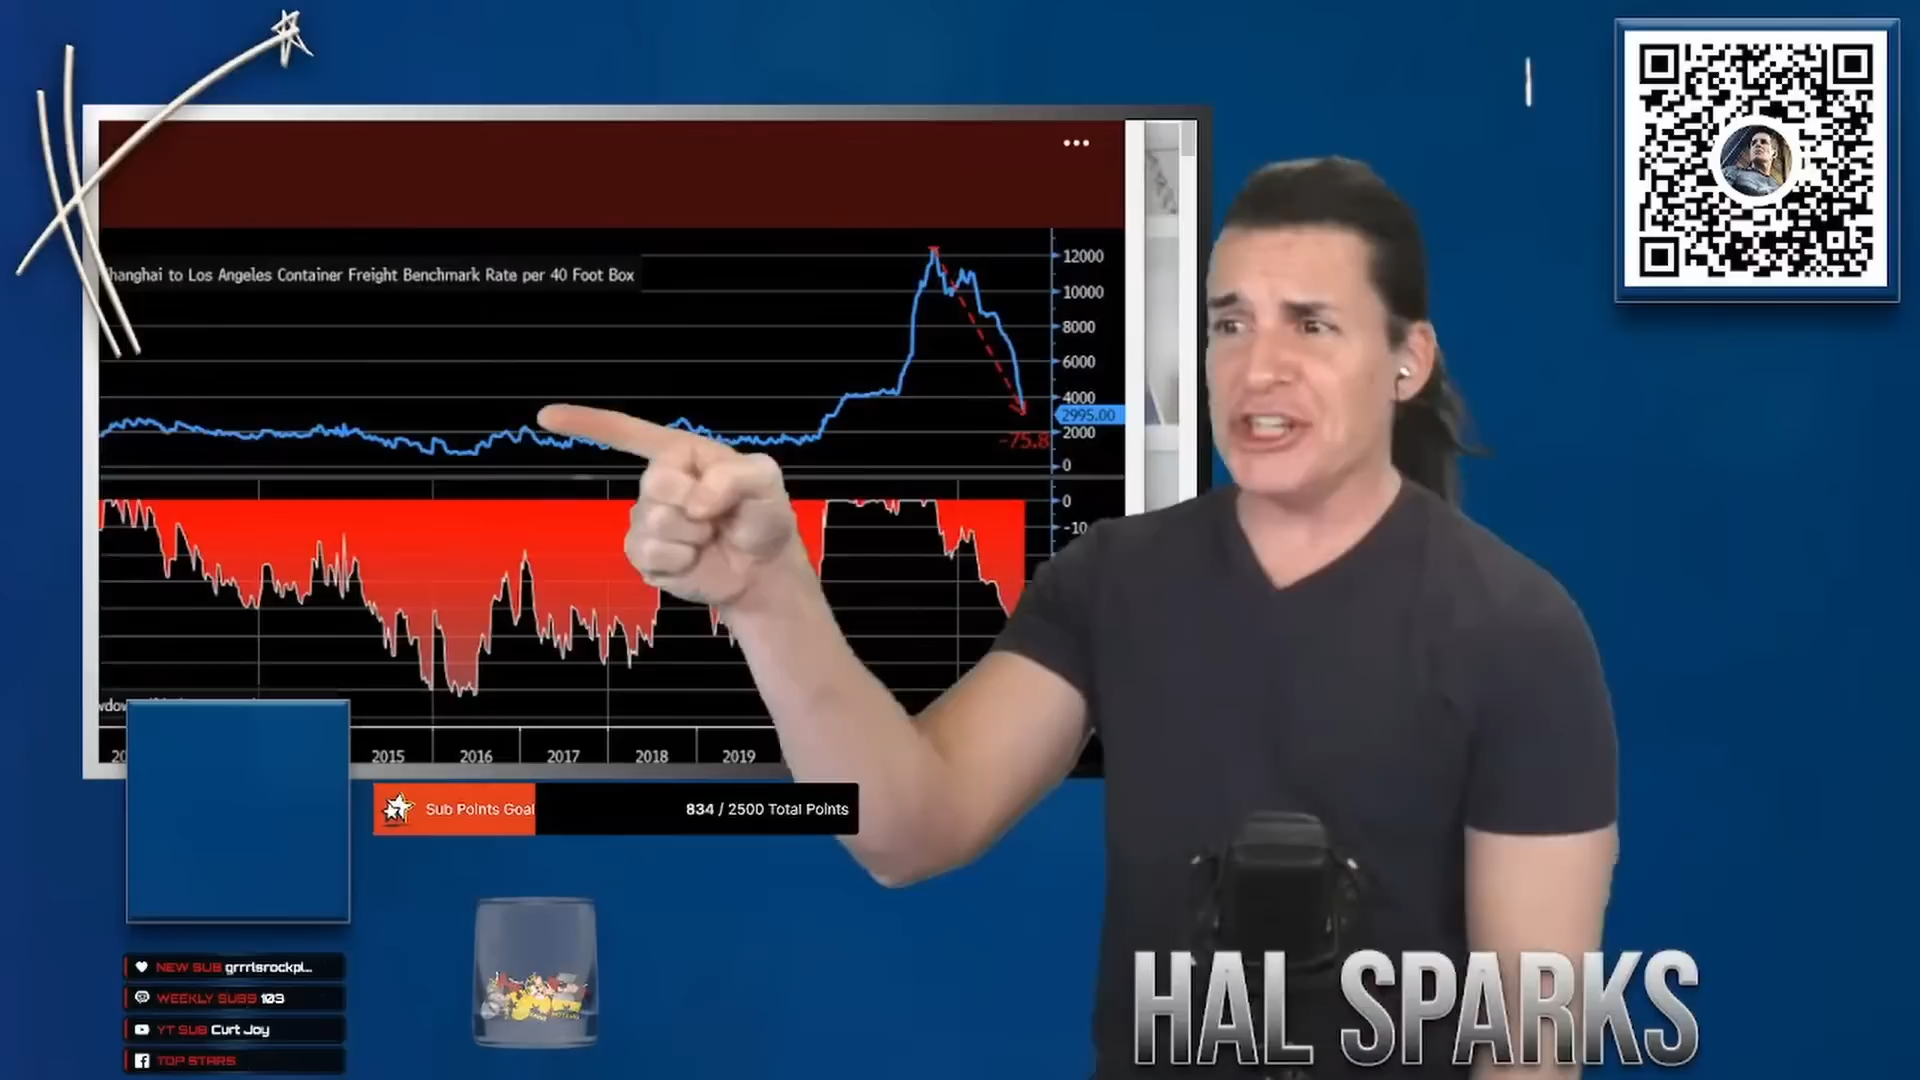 hanghai to Los Angeles Container Freight Benchmark Rate per 40 Foot Box
12000
10000
8000
6000
4000
2995.00
2000
-75.8
0
0
-10
20
2015
2016
2017
2018
2019
Sub Points Goal
834 / 2500 Total Points
NEW SUB grrrlsrockpl...
WEEKLY SUBS 103
YT SUB Curt Joy
TOP STARS
HAL SPARKS